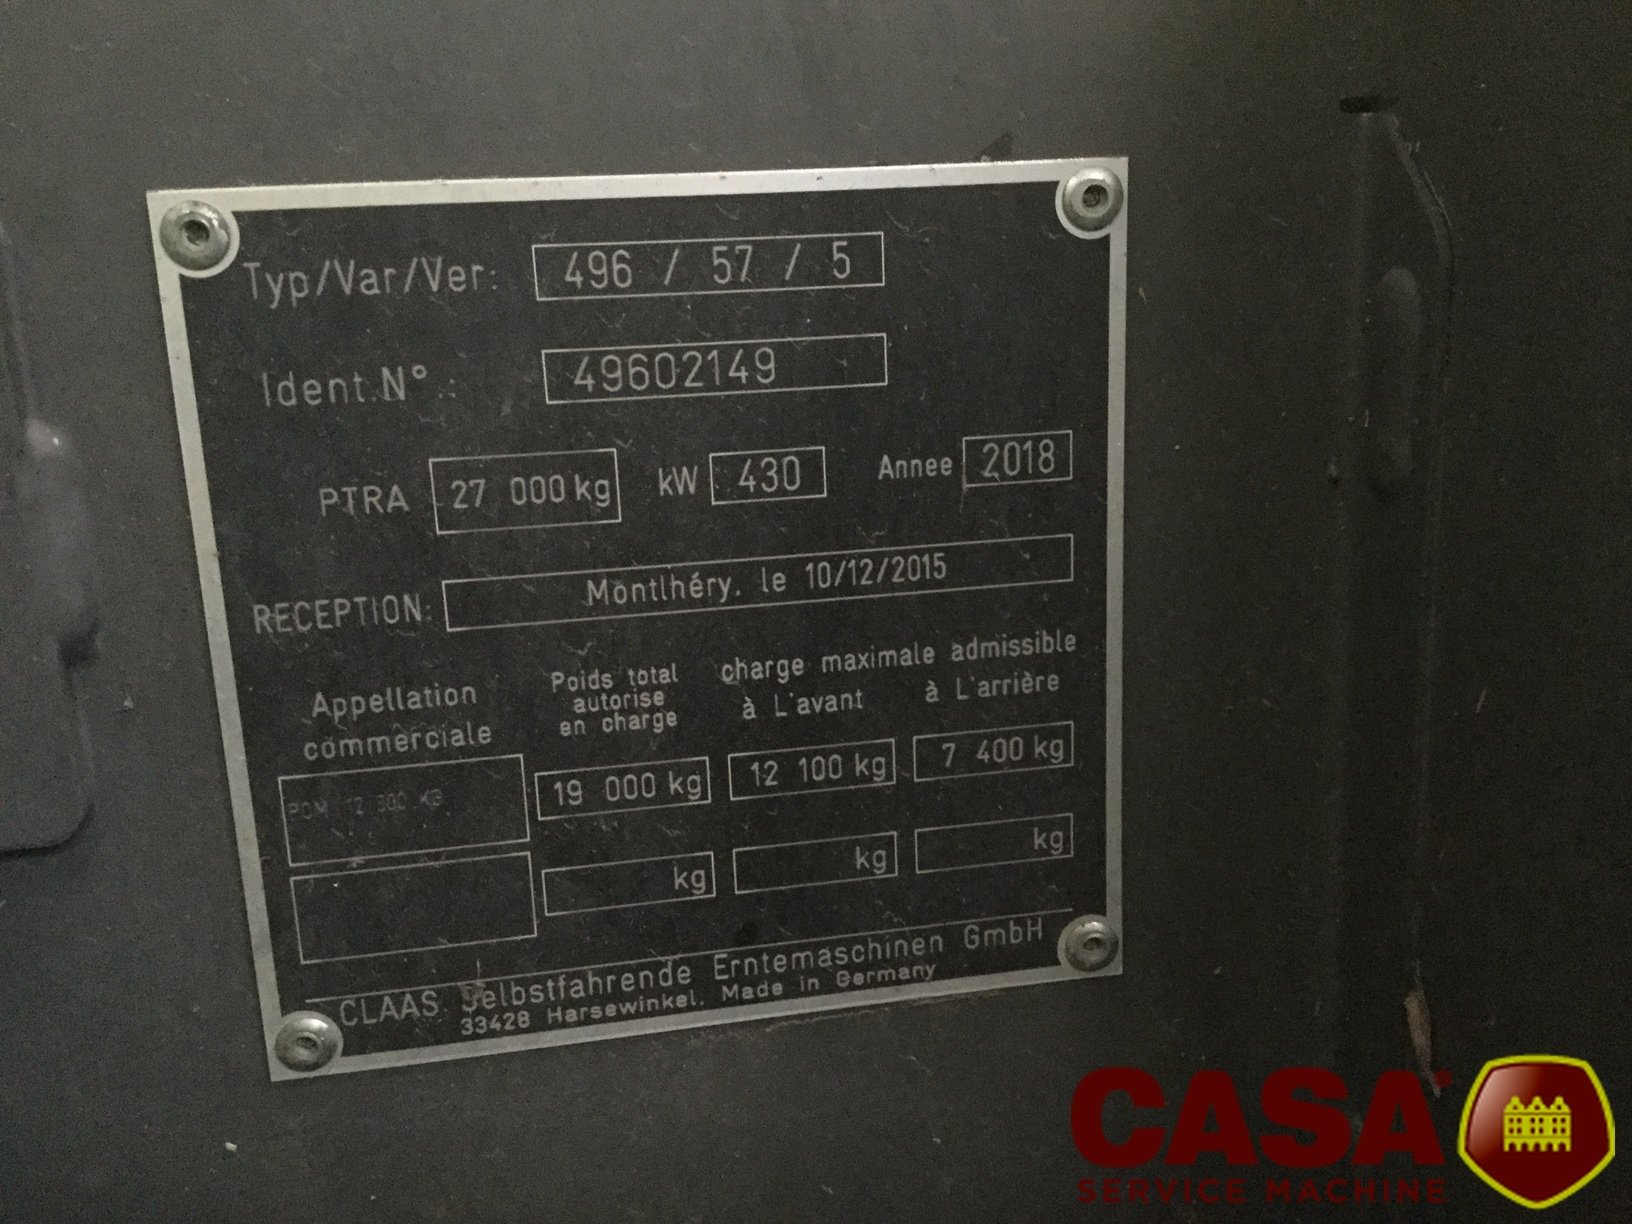 Typ/Var/Ver: 496 / 57 / 5
Ident.N° .: 49602149
PTRA 27 000 kg kW 430 Annee 2018
RECEPTION: Montlhéry, le 10/12/2015
Appellation commerciale
Poids total autorise en charge
charge maximale admissible
à L'avant à L'arrière
19 000 kg 12 100 kg 7 400 kg
kg kg kg
CLAAS Selbstfahrende Erntemaschinen GmbH
33428 Harsewinkel. Made in Germany
CASA
SERVICE MACHINE